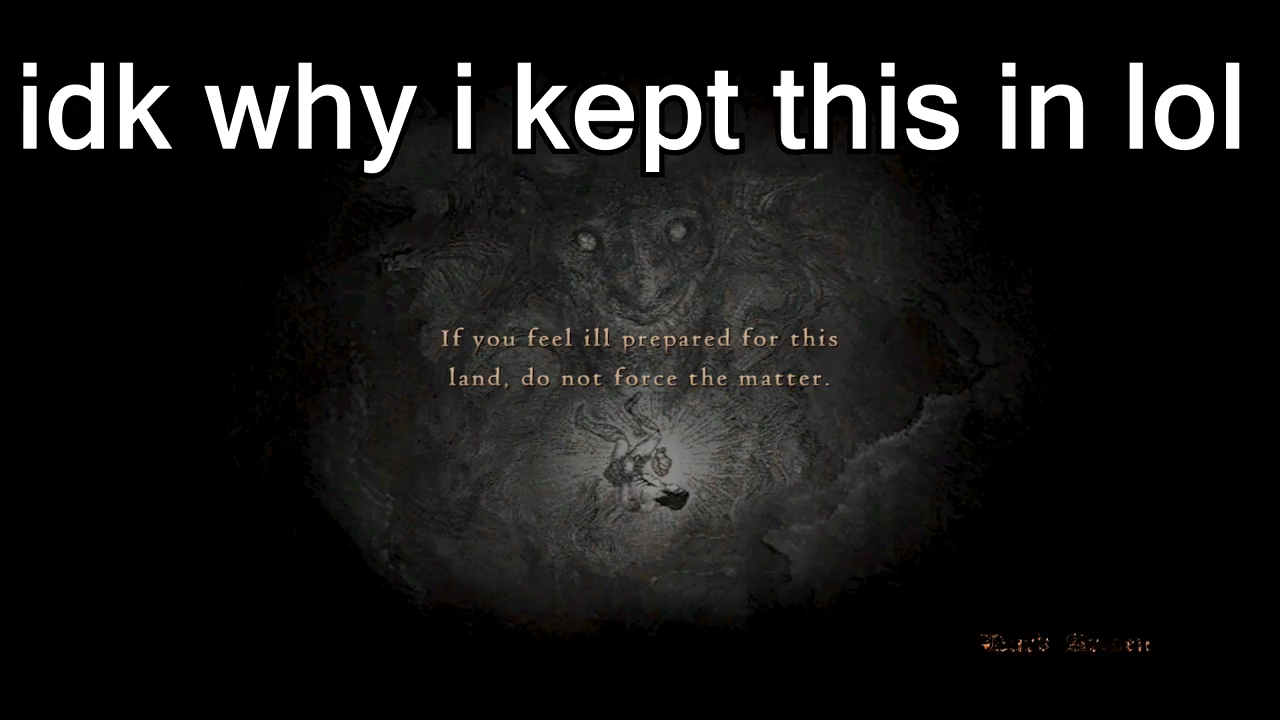 idk why i kept this in lol
If you feel ill prepared for this
land, do not force the matter.